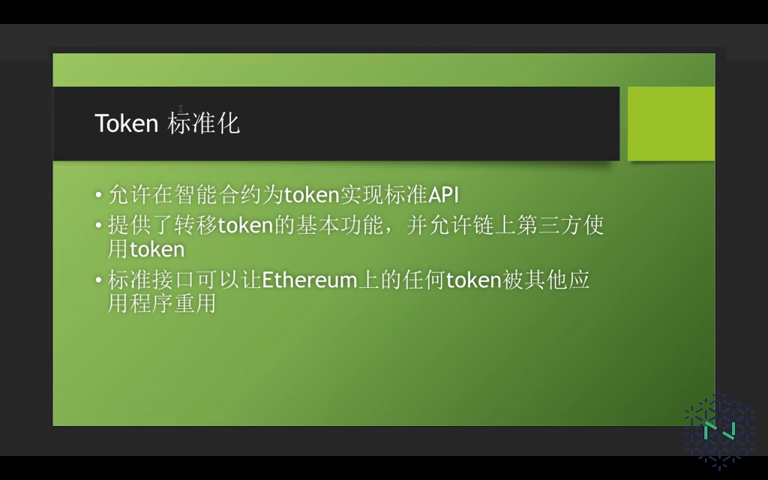 Token 标准化
• 允许在智能合约为token实现标准API
• 提供了转移token的基本功能，并允许链上第三方使
用token
• 标准接口可以让Ethereum上的任何token被其他应
用程序重用